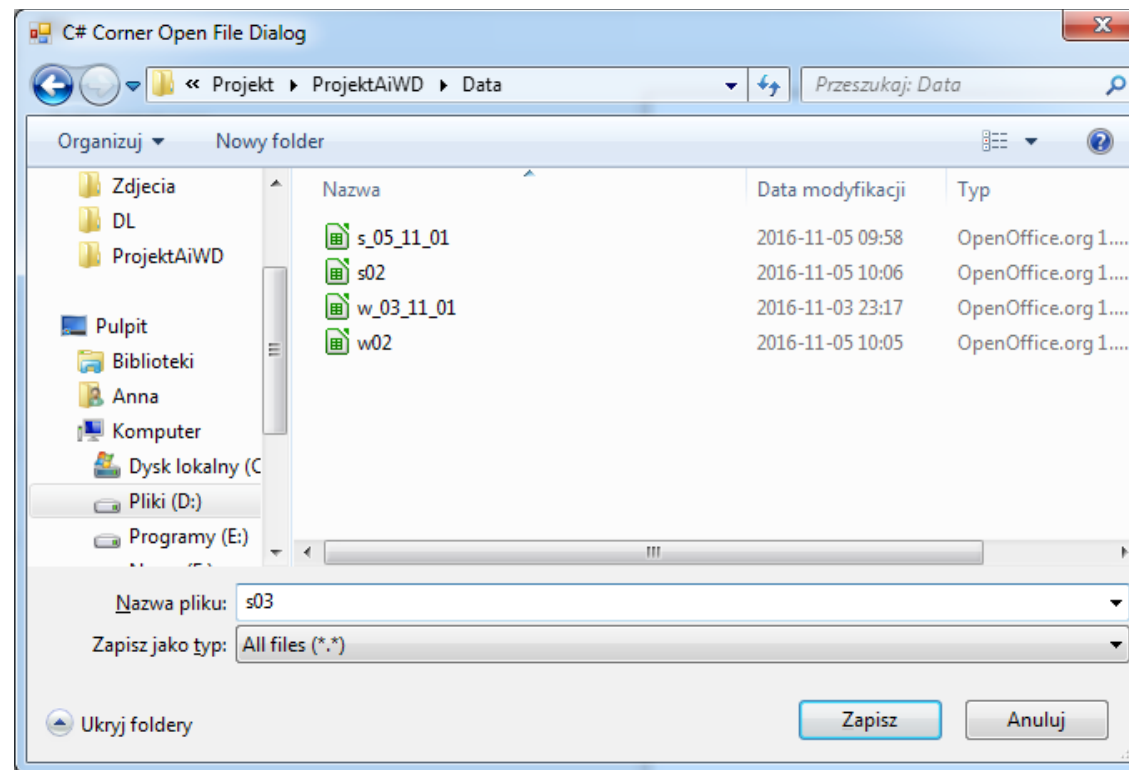 C# Corner Open File Dialog
« Projekt ▸ ProjektAiWD ▸ Data
Przeszukaj: Data
Organizuj
Nowy folder
Zdjecia
DL
ProjektAiWD
Pulpit
Biblioteki
Anna
Komputer
Dysk lokalny (C
Pliki (D:)
Programy (E:)
Nazwa Data modyfikacji Typ
s_05_11_01 2016-11-05 09:58 OpenOffice.org 1....
s02 2016-11-05 10:06 OpenOffice.org 1....
w_03_11_01 2016-11-03 23:17 OpenOffice.org 1....
w02 2016-11-05 10:05 OpenOffice.org 1....
Nazwa pliku: s03
Zapisz jako typ: All files (*.*)
Ukryj foldery
Zapisz
Anuluj